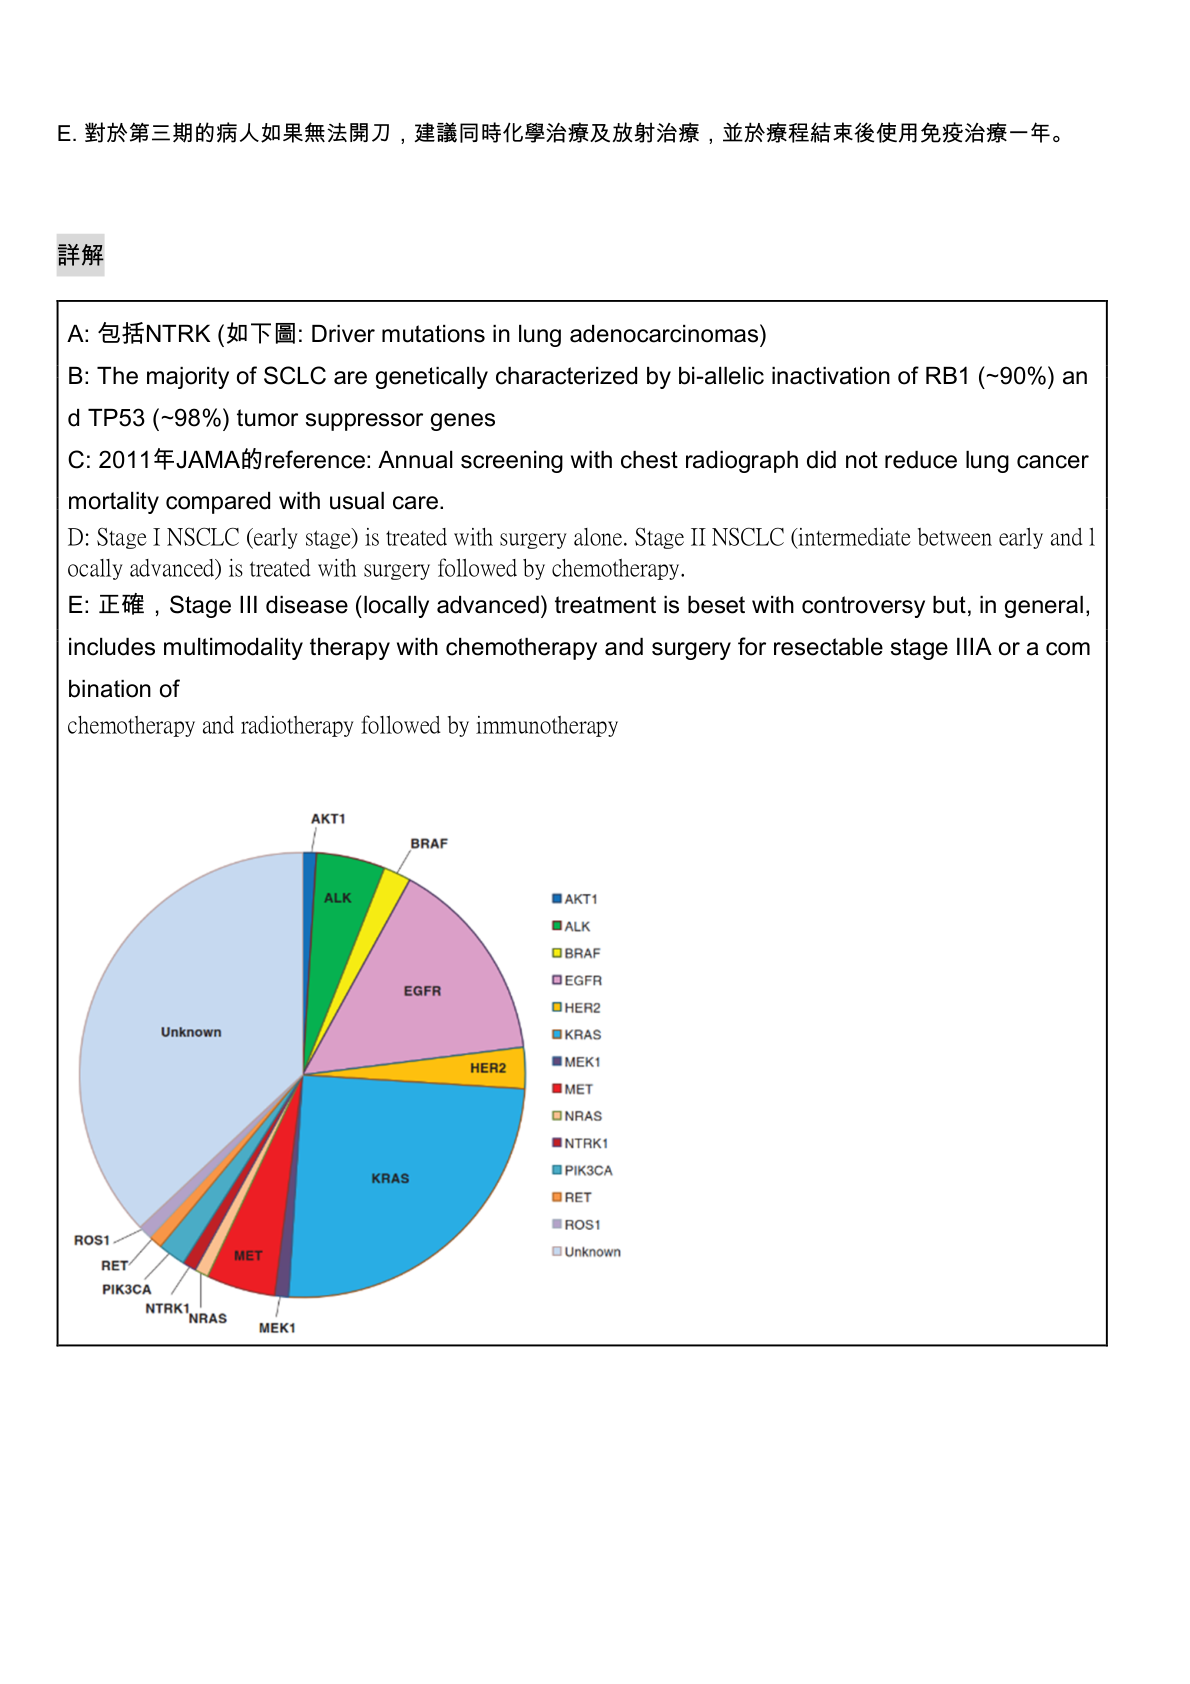 E. 對於第三期的病人如果無法開刀，建議同時化學治療及放射治療，並於療程結束後使用免疫治療一年。
詳解
A: 包括NTRK (如下圖: Driver mutations in lung adenocarcinomas)
B: The majority of SCLC are genetically characterized by bi-allelic inactivation of RB1 (~90%) an
d TP53 (~98%) tumor suppressor genes
C: 2011年JAMA的reference: Annual screening with chest radiograph did not reduce lung cancer
mortality compared with usual care.
D: Stage I NSCLC (early stage) is treated with surgery alone. Stage II NSCLC (intermediate between early and l
ocally advanced) is treated with surgery followed by chemotherapy.
E: 正確，Stage III disease (locally advanced) treatment is beset with controversy but, in general,
includes multimodality therapy with chemotherapy and surgery for resectable stage IIIA or a com
bination of
chemotherapy and radiotherapy followed by immunotherapy
AKT1
BRAF
ALK
EGFR
Unknown
HER2
KRAS
MET
ROS1
RET
PIK3CA
NTRK1
NRAS
MEK1
AKT1
ALK
BRAF
EGFR
HER2
KRAS
MEK1
MET
NRAS
NTRK1
PIK3CA
RET
ROS1
Unknown